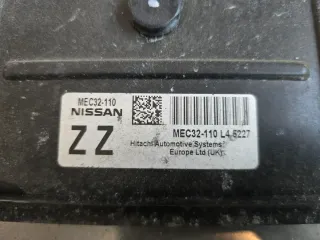 MEC32-110
NISSAN
ZZ
MEC32-110 L4 5227
Hitachi Automotive Systems
Europe Ltd (UK)